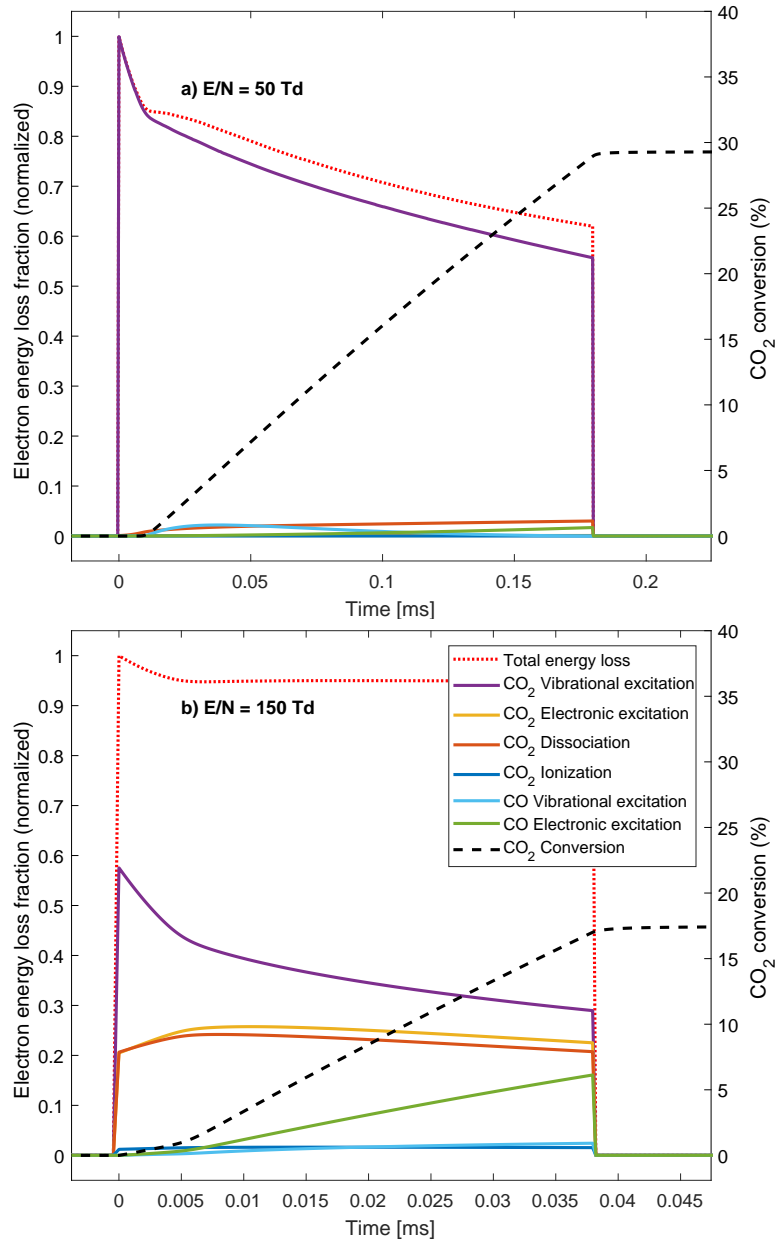 a) E/N = 50 Td
Electron energy loss fraction (normalized)
1
0.9
0.8
0.7
0.6
0.5
0.4
0.3
0.2
0.1
0
40
35
30
25
20
15
10
5
0
CO2 conversion (%)
0 0.05 0.1 0.15 0.2
Time [ms]
b) E/N = 150 Td
Electron energy loss fraction (normalized)
1
0.9
0.8
0.7
0.6
0.5
0.4
0.3
0.2
0.1
0
Total energy loss
CO2 Vibrational excitation
CO2 Electronic excitation
CO2 Dissociation
CO2 Ionization
CO Vibrational excitation
CO Electronic excitation
CO2 Conversion
40
35
30
25
20
15
10
5
0
CO2 conversion (%)
0 0.005 0.01 0.015 0.02 0.025 0.03 0.035 0.04 0.045
Time [ms]